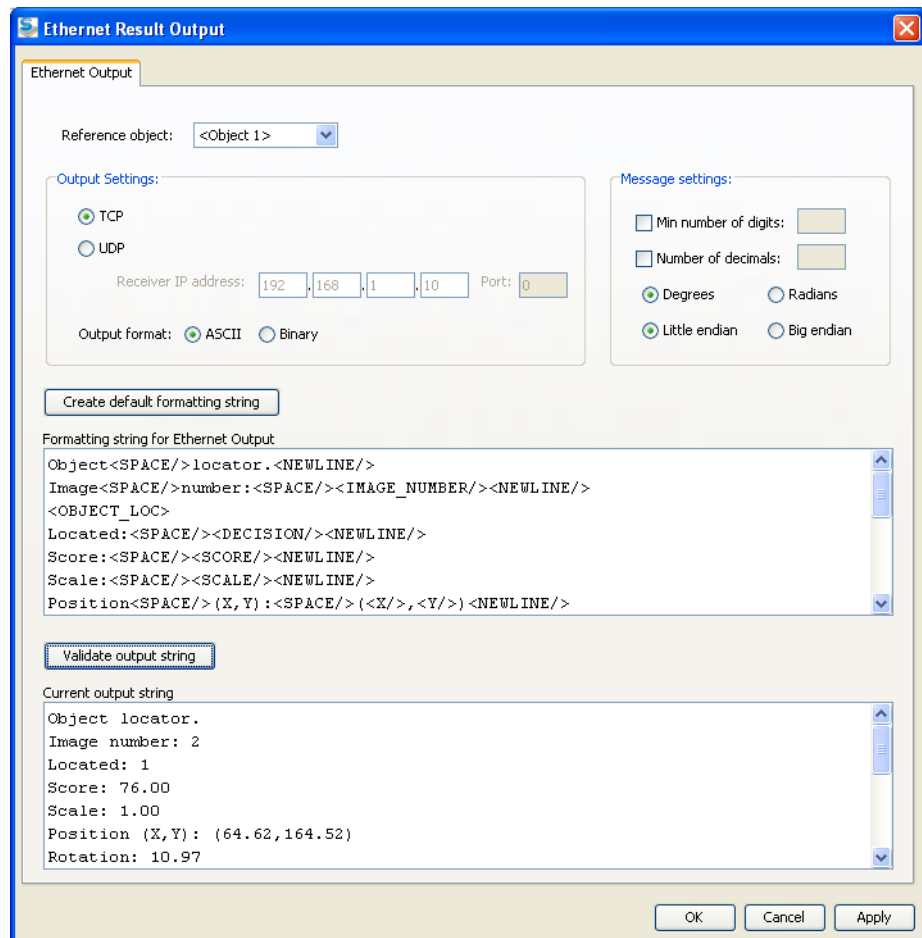 Ethernet Result Output
Ethernet Output
Reference object: <Object 1>
Output Settings:
TCP
UDP
Receiver IP address: 192 . 168 . 1 . 10 Port: 0
Output format: ASCII Binary
Message settings:
Min number of digits:
Number of decimals:
Degrees Radians
Little endian Big endian
Create default formatting string
Formatting string for Ethernet Output
Object<SPACE/>locator.<NEWLINE/>
Image<SPACE/>number:<SPACE/><IMAGE_NUMBER/><NEWLINE/>
<OBJECT_LOC>
Located:<SPACE/><DECISION/><NEWLINE/>
Score:<SPACE/><SCORE/><NEWLINE/>
Scale:<SPACE/><SCALE/><NEWLINE/>
Position<SPACE/>(X,Y):<SPACE/>(<X/>,<Y/>)<NEWLINE/>
Validate output string
Current output string
Object locator.
Image number: 2
Located: 1
Score: 76.00
Scale: 1.00
Position (X,Y): (64.62,164.52)
Rotation: 10.97
OK Cancel Apply